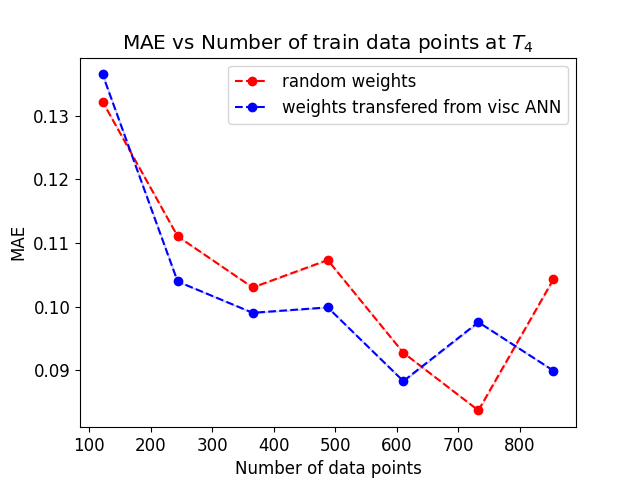 MAE vs Number of train data points at $T_4$
random weights
weights transfered from visc ANN
0.13
0.12
0.11
0.10
0.09
MAE
100 200 300 400 500 600 700 800
Number of data points